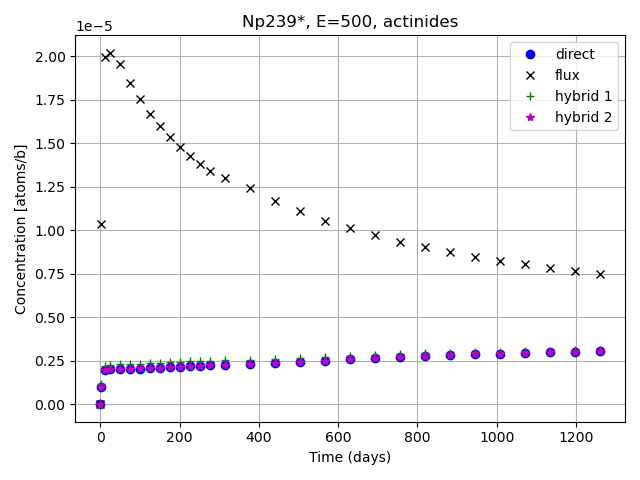 Np239*, E=500, actinides
1e−5
2.00
1.75
1.50
1.25
1.00
0.75
0.50
0.25
0.00
Concentration [atoms/b]
direct
flux
hybrid 1
hybrid 2
0 200 400 600 800 1000 1200
Time (days)